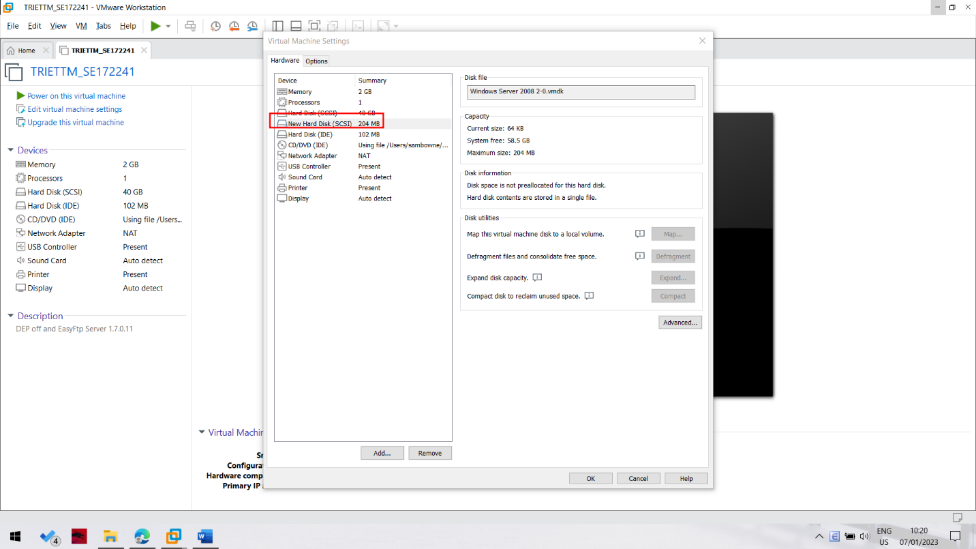 TRIETTM_SE172241 - VMware Workstation
File Edit View VM Tabs Help
Home
TRIETTM_SE172241
TRIETTM_SE172241
Power on this virtual machine
Edit virtual machine settings
Upgrade this virtual machine
Devices
Memory 2 GB
Processors 1
Hard Disk (SCSI) 40 GB
Hard Disk (IDE) 102 MB
CD/DVD (IDE) Using file /Users...
Network Adapter NAT
USB Controller Present
Sound Card Auto detect
Printer Present
Display Auto detect
Description
DEP off and EasyFtp Server 1.7.0.11
Virtual Machin
Configurat
Hardware comp
Primary IP
Virtual Machine Settings
Hardware Options
Device Summary
Memory 2 GB
Processors 1
Hard Disk (SCSI) 40 GB
New Hard Disk (SCSI) 204 MB
Hard Disk (IDE) 102 MB
CD/DVD (IDE) Using file /Users/sambowne/...
Network Adapter NAT
USB Controller Present
Sound Card Auto detect
Printer Present
Display Auto detect
Add... Remove
Disk file
Windows Server 2008 2-0.vmdk
Capacity
Current size: 64 KB
System free: 58.5 GB
Maximum size: 204 MB
Disk information
Disk space is not preallocated for this hard disk.
Hard disk contents are stored in a single file.
Disk utilities
Map this virtual machine disk to a local volume. Map...
Defragment files and consolidate free space. Defragment
Expand disk capacity. Expand...
Compact disk to reclaim unused space. Compact
Advanced...
OK Cancel Help
4
ENG
US
10:20
07/01/2023